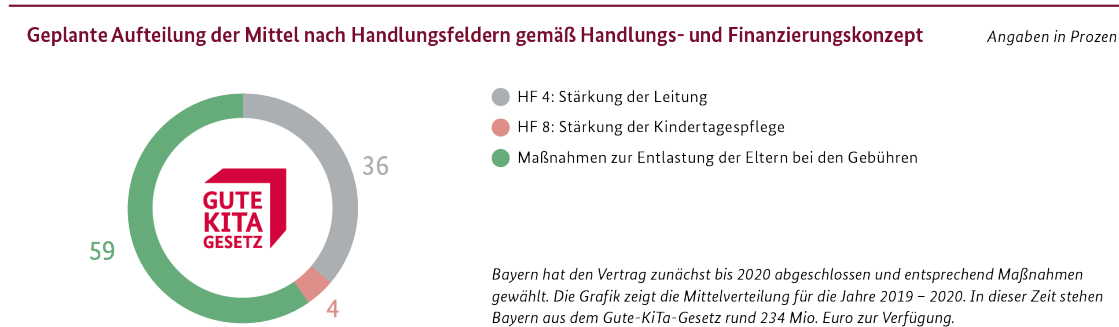 Geplante Aufteilung der Mittel nach Handlungsfeldern gemäß Handlungs- und Finanzierungskonzept
Angaben in Prozen
HF 4: Stärkung der Leitung
HF 8: Stärkung der Kindertagespflege
Maßnahmen zur Entlastung der Eltern bei den Gebühren
36
GUTE
KITA
GESETZ
59
4
Bayern hat den Vertrag zunächst bis 2020 abgeschlossen und entsprechend Maßnahmen
gewählt. Die Grafik zeigt die Mittelverteilung für die Jahre 2019 – 2020. In dieser Zeit stehen
Bayern aus dem Gute-KiTa-Gesetz rund 234 Mio. Euro zur Verfügung.